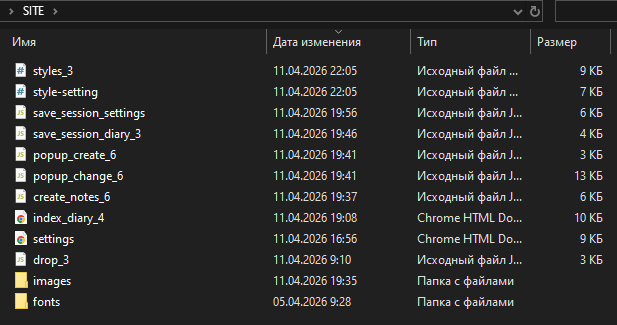 SITE
Имя Дата изменения Тип Размер
styles_3 11.04.2026 22:05 Исходный файл ... 9 КБ
style-setting 11.04.2026 22:05 Исходный файл ... 7 КБ
save_session_settings 11.04.2026 19:56 Исходный файл J... 6 КБ
save_session_diary_3 11.04.2026 19:46 Исходный файл J... 4 КБ
popup_create_6 11.04.2026 19:41 Исходный файл J... 3 КБ
popup_change_6 11.04.2026 19:41 Исходный файл J... 13 КБ
create_notes_6 11.04.2026 19:37 Исходный файл J... 6 КБ
index_diary_4 11.04.2026 19:08 Chrome HTML Do... 10 КБ
settings 11.04.2026 16:56 Chrome HTML Do... 9 КБ
drop_3 11.04.2026 9:10 Исходный файл J... 3 КБ
images 11.04.2026 19:35 Папка с файлами
fonts 05.04.2026 9:28 Папка с файлами